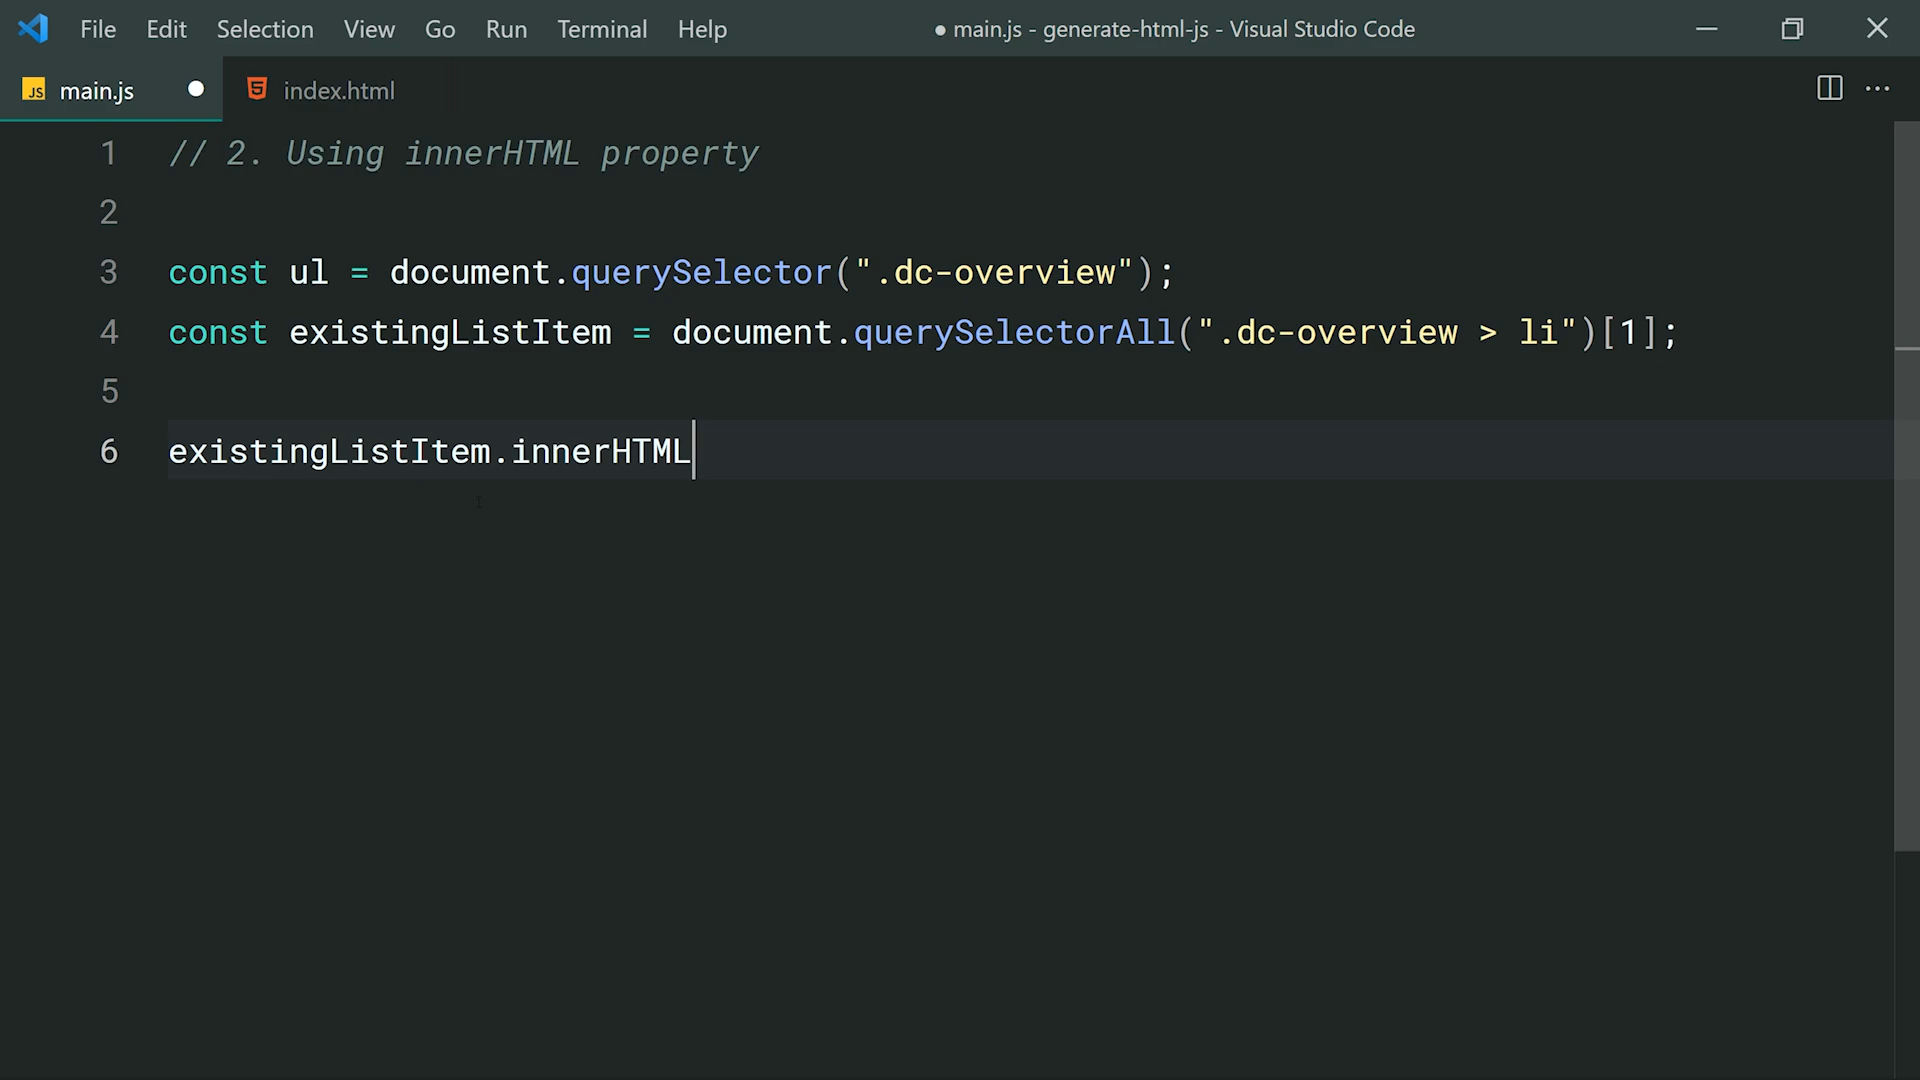 File Edit Selection View Go Run Terminal Help ● main.js - generate-html-js - Visual Studio Code
JS main.js ● index.html
1 // 2. Using innerHTML property
2
3 const ul = document.querySelector(".dc-overview");
4 const existingListItem = document.querySelectorAll(".dc-overview > li")[1];
5
6 existingListItem.innerHTML